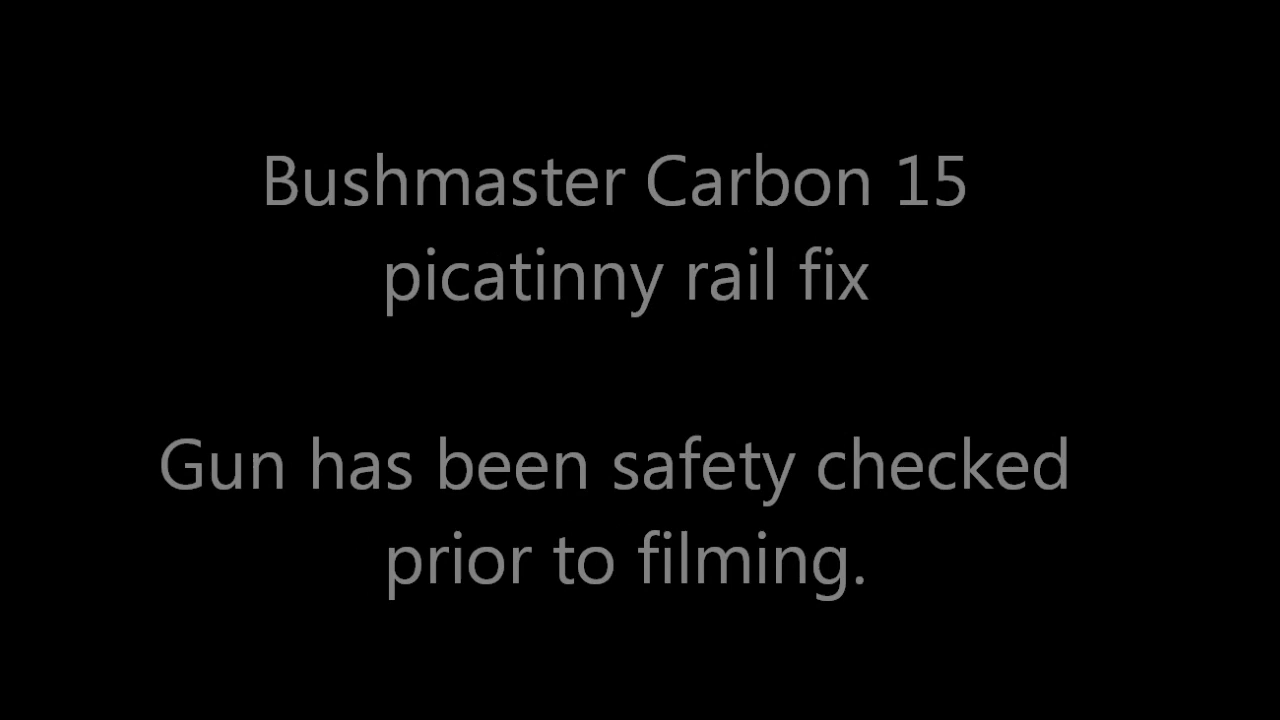 Bushmaster Carbon 15
picatinny rail fix
Gun has been safety checked
prior to filming.